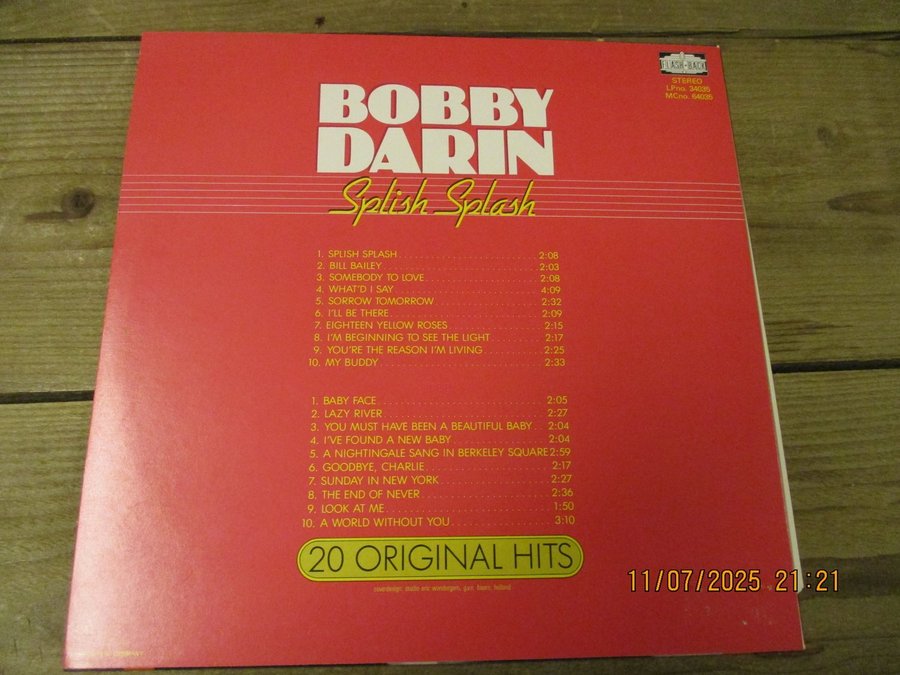 FLASH-BACK
STEREO
LPno. 34035
MCno. 64035
BOBBY
DARIN
Splish Splash
1. SPLISH SPLASH 2:08
2. BILL BAILEY 2:03
3. SOMEBODY TO LOVE 2:08
4. WHAT'D I SAY 4:09
5. SORROW TOMORROW 2:32
6. I'LL BE THERE 2:09
7. EIGHTEEN YELLOW ROSES 2:15
8. I'M BEGINNING TO SEE THE LIGHT 2:17
9. YOU'RE THE REASON I'M LIVING 2:25
10. MY BUDDY 2:33
1. BABY FACE 2:05
2. LAZY RIVER 2:27
3. YOU MUST HAVE BEEN A BEAUTIFUL BABY 2:04
4. I'VE FOUND A NEW BABY 2:04
5. A NIGHTINGALE SANG IN BERKELEY SQUARE 2:59
6. GOODBYE, CHARLIE 2:17
7. SUNDAY IN NEW YORK 2:27
8. THE END OF NEVER 2:36
9. LOOK AT ME 1:50
10. A WORLD WITHOUT YOU 3:10
20 ORIGINAL HITS
coverdesign: studio eric wondergem, baarn, holland
11/07/2025 21:21